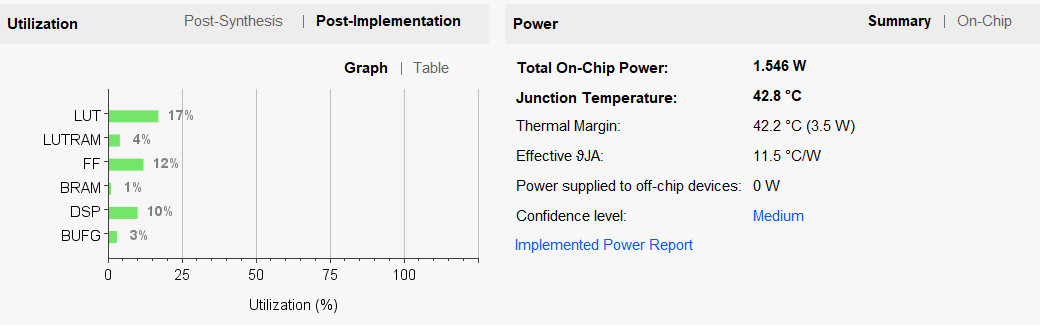 Utilization
Post-Synthesis | Post-Implementation
Graph | Table
LUT 17%
LUTRAM 4%
FF 12%
BRAM 1%
DSP 10%
BUFG 3%
0 25 50 75 100
Utilization (%)
Power
Summary | On-Chip
Total On-Chip Power: 1.546 W
Junction Temperature: 42.8 °C
Thermal Margin: 42.2 °C (3.5 W)
Effective ϑJA: 11.5 °C/W
Power supplied to off-chip devices: 0 W
Confidence level: Medium
Implemented Power Report